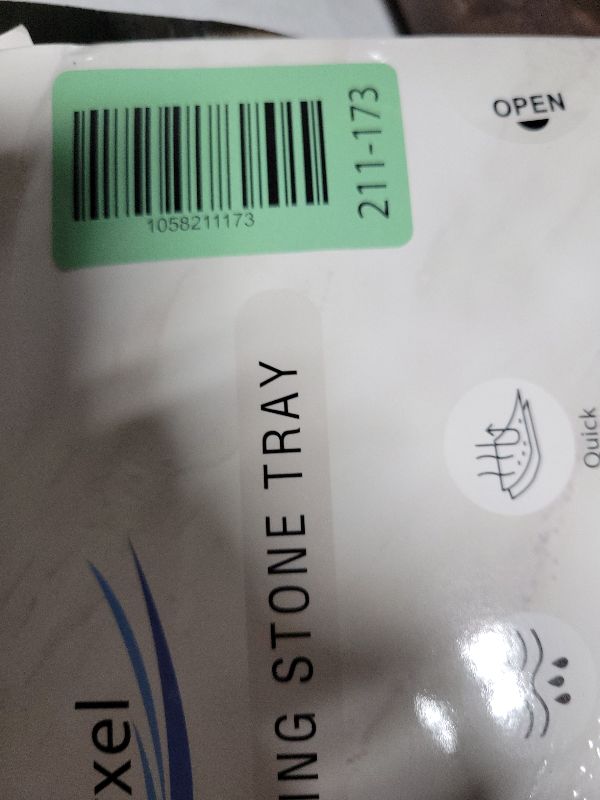 1058211173
211-173
OPEN
ING STONE TRAY
Quick
xel